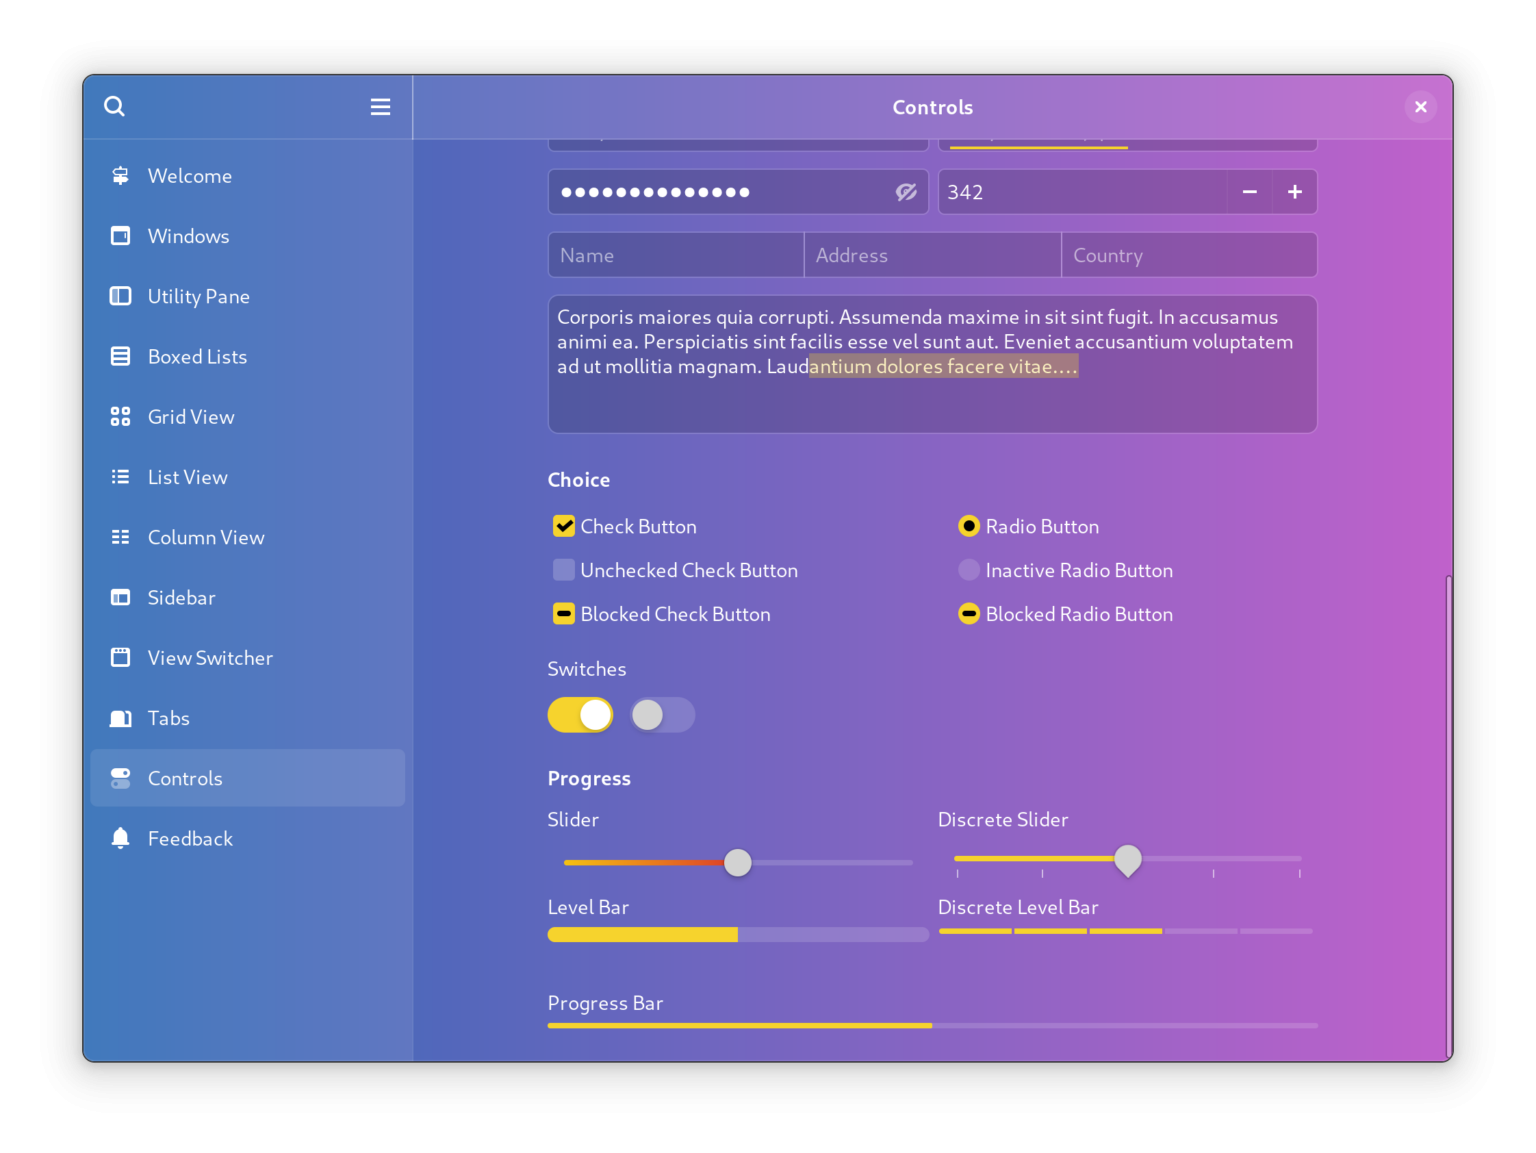 Controls
Welcome
Windows
Utility Pane
Boxed Lists
Grid View
List View
Column View
Sidebar
View Switcher
Tabs
Controls
Feedback
342
Name Address Country
Corporis maiores quia corrupti. Assumenda maxime in sit sint fugit. In accusamus
animi ea. Perspiciatis sint facilis esse vel sunt aut. Eveniet accusantium voluptatem
ad ut mollitia magnam. Laudantium dolores facere vitae....
Choice
Check Button Radio Button
Unchecked Check Button Inactive Radio Button
Blocked Check Button Blocked Radio Button
Switches
Progress
Slider Discrete Slider
Level Bar Discrete Level Bar
Progress Bar